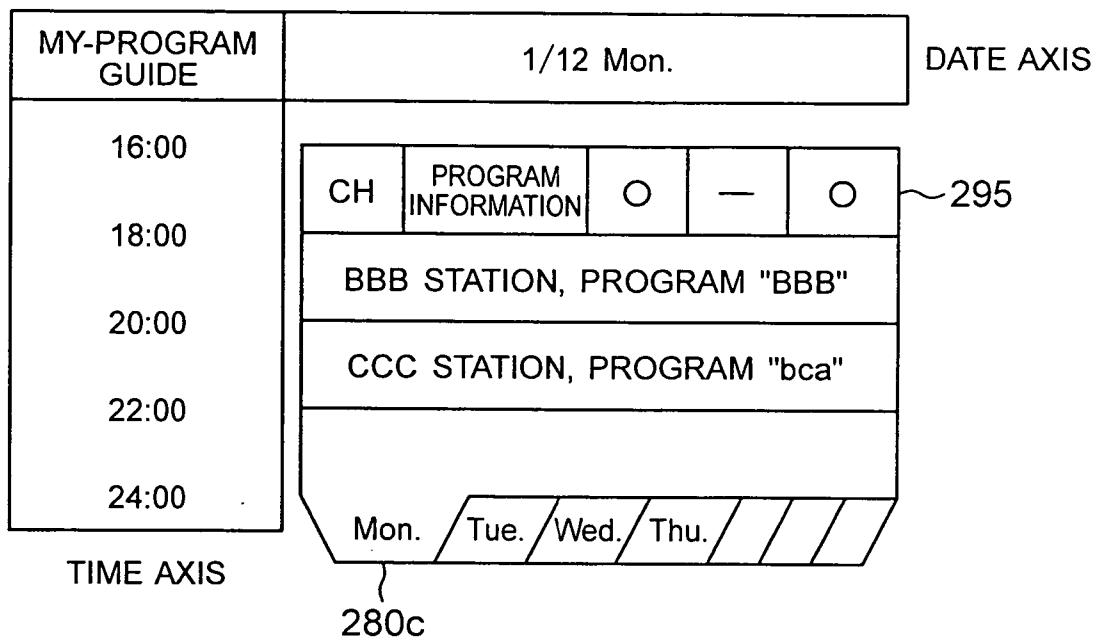 MY-PROGRAM
GUIDE
1/12 Mon.
DATE AXIS
16:00
18:00
20:00
22:00
24:00
TIME AXIS
CH
PROGRAM
INFORMATION
○
—
○
295
BBB STATION, PROGRAM "BBB"
CCC STATION, PROGRAM "bca"
Mon.
Tue.
Wed.
Thu.
280c